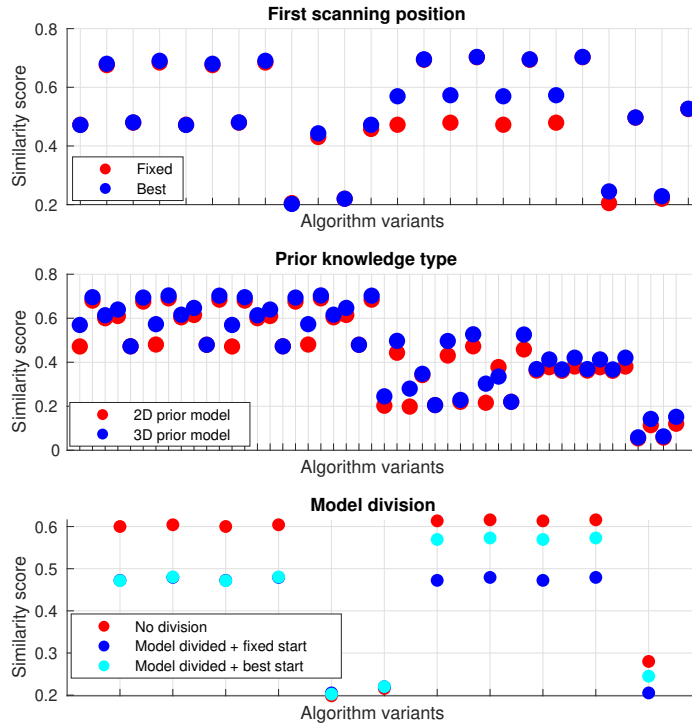 First scanning position
0.8
0.6
0.4
0.2
Similarity score
Fixed
Best
Algorithm variants
Prior knowledge type
0.8
0.6
0.4
0.2
0
Similarity score
2D prior model
3D prior model
Algorithm variants
Model division
0.6
0.5
0.4
0.3
0.2
Similarity score
No division
Model divided + fixed start
Model divided + best start
Algorithm variants